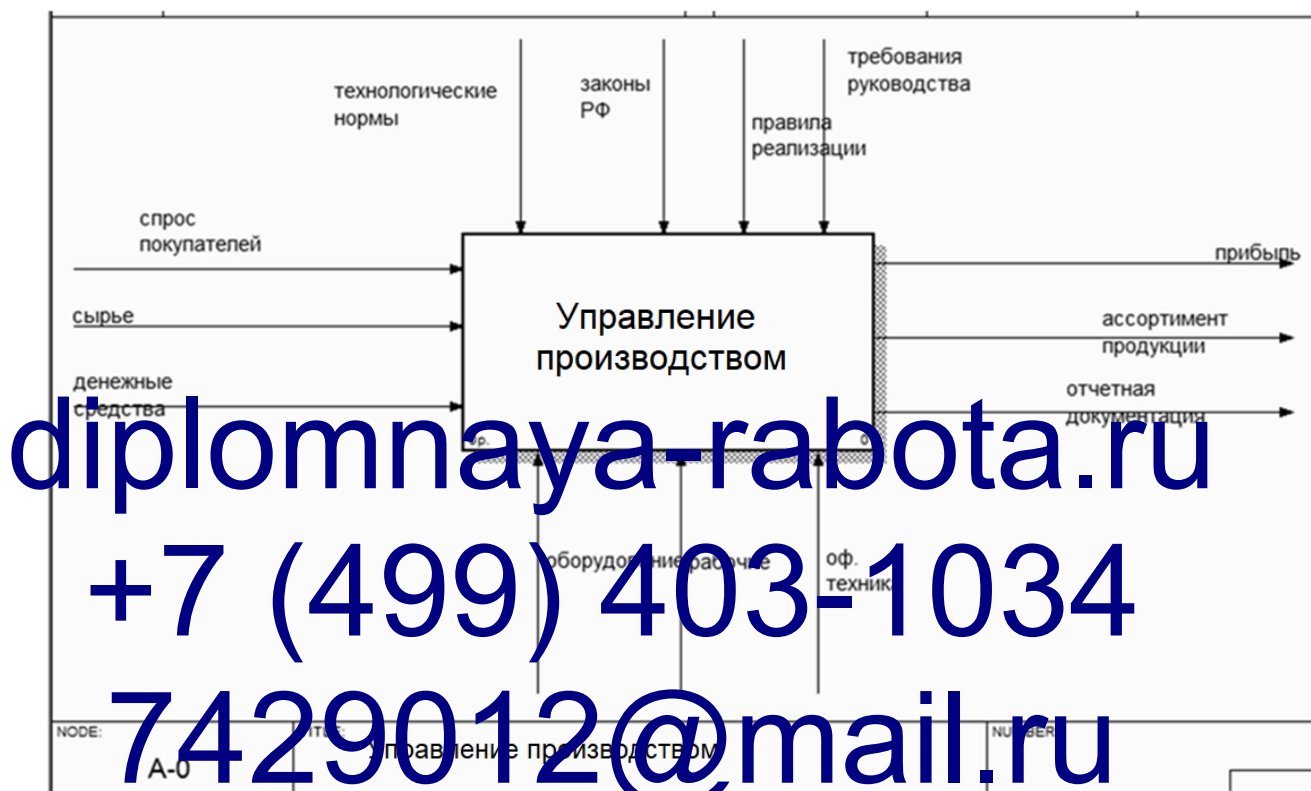 требования
руководства
технологические
нормы
законы
РФ
правила
реализации
спрос
покупателей
сырье
денежные
средства
Управление
производством
прибыль
ассортимент
продукции
отчетная
документация
0р.
0
diplomnaya-rabota.ru
оборудование
рабочие
оф.
техника
+7 (499) 403-1034
NODE:
A-0
TITLE:
Управление производством
NUMBER:
7429012@mail.ru